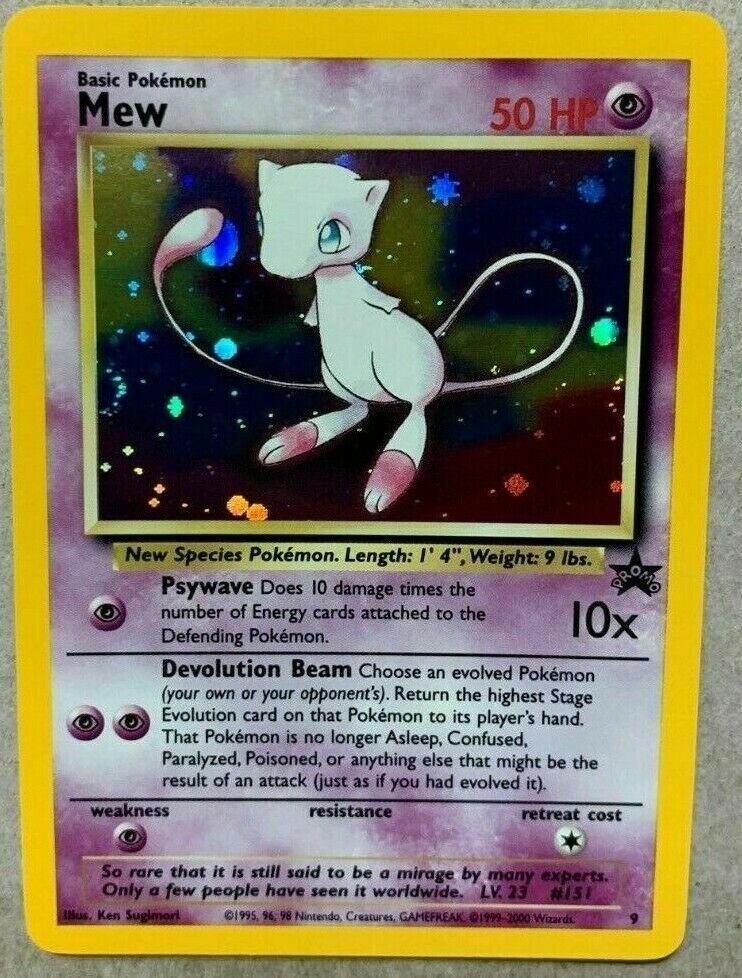 Basic Pokémon
Mew
50 HP
New Species Pokémon. Length: 1' 4", Weight: 9 lbs.
PROMO
Psywave Does 10 damage times the
number of Energy cards attached to the
Defending Pokémon.
10x
Devolution Beam Choose an evolved Pokémon
(your own or your opponent's). Return the highest Stage
Evolution card on that Pokémon to its player's hand.
That Pokémon is no longer Asleep, Confused,
Paralyzed, Poisoned, or anything else that might be the
result of an attack (just as if you had evolved it).
weakness resistance retreat cost
So rare that it is still said to be a mirage by many experts.
Only a few people have seen it worldwide. LV. 23 #151
Illus. Ken Sugimori ©1995, 96, 98 Nintendo, Creatures, GAMEFREAK. ©1999-2000 Wizards. 9